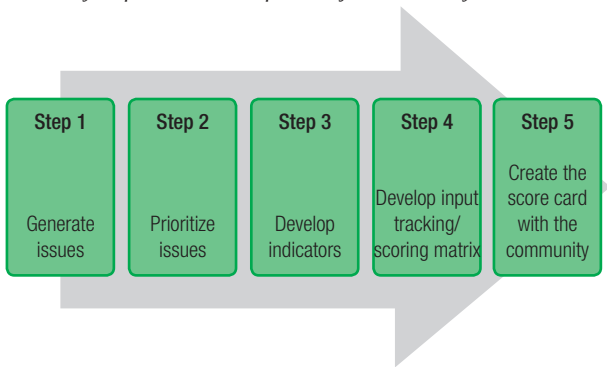 Step 1
Generate
issues
Step 2
Prioritize
issues
Step 3
Develop
indicators
Step 4
Develop input
tracking/
scoring matrix
Step 5
Create the
score card
with the
community